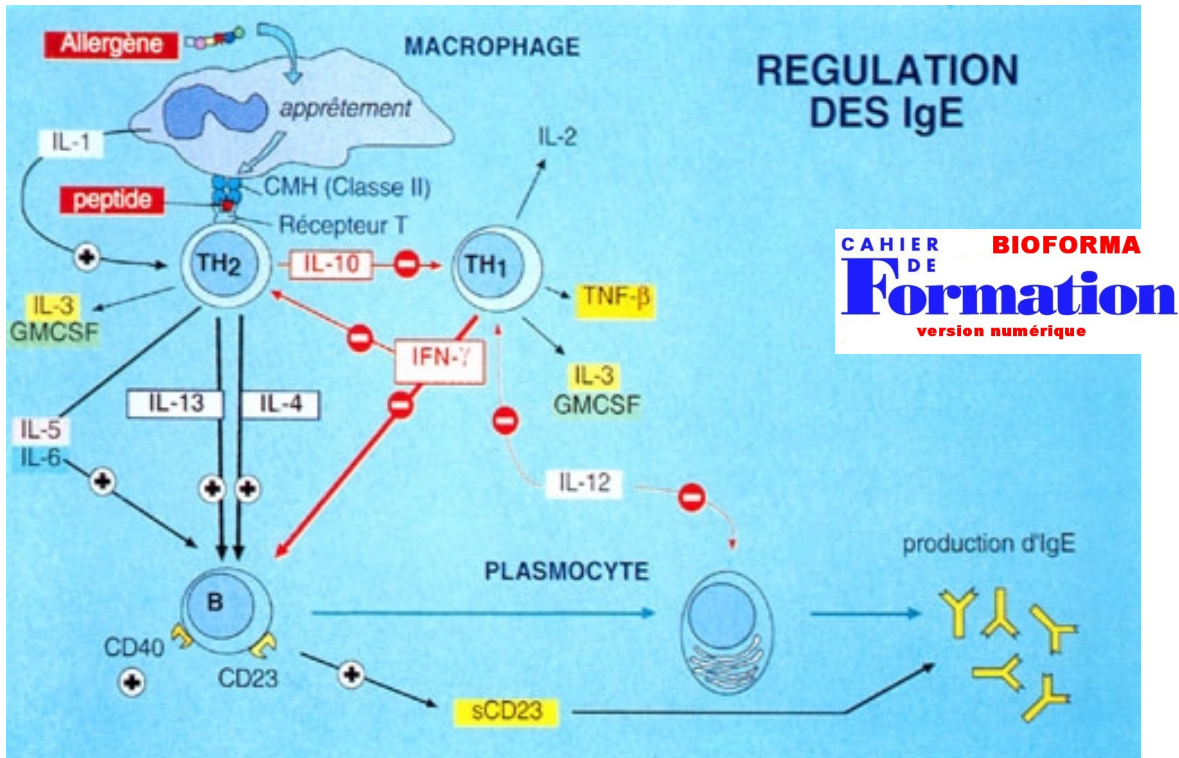 Allergène
MACROPHAGE
REGULATION
DES IgE
apprêtement
IL-1
IL-2
CMH (Classe II)
peptide
Récepteur T
TH2
IL-10
TH1
CAHIER
DE
Formation
BIOFORMA
version numérique
IL-3
GMCSF
TNF-β
IFN-γ
IL-3
GMCSF
IL-13
IL-4
IL-5
IL-6
IL-12
production d'IgE
PLASMOCYTE
B
CD40
CD23
sCD23